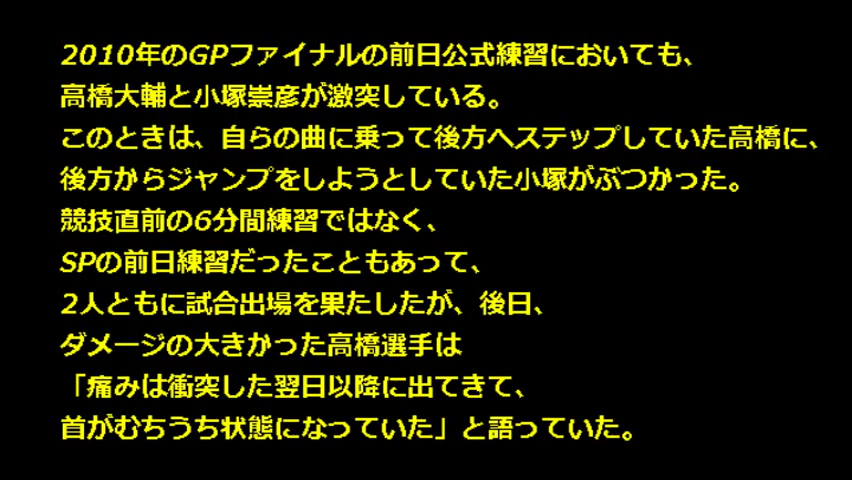 2010年のGPファイナルの前日公式練習においても、
高橋大輔と小塚崇彦が激突している。
このときは、自らの曲に乗って後方へステップしていた高橋に、
後方からジャンプをしようとしていた小塚がぶつかった。
競技直前の6分間練習ではなく、
SPの前日練習だったこともあって、
2人ともに試合出場を果たしたが、後日、
ダメージの大きかった高橋選手は
「痛みは衝突した翌日以降に出てきて、
首がむちうち状態になっていた」と語っていた。